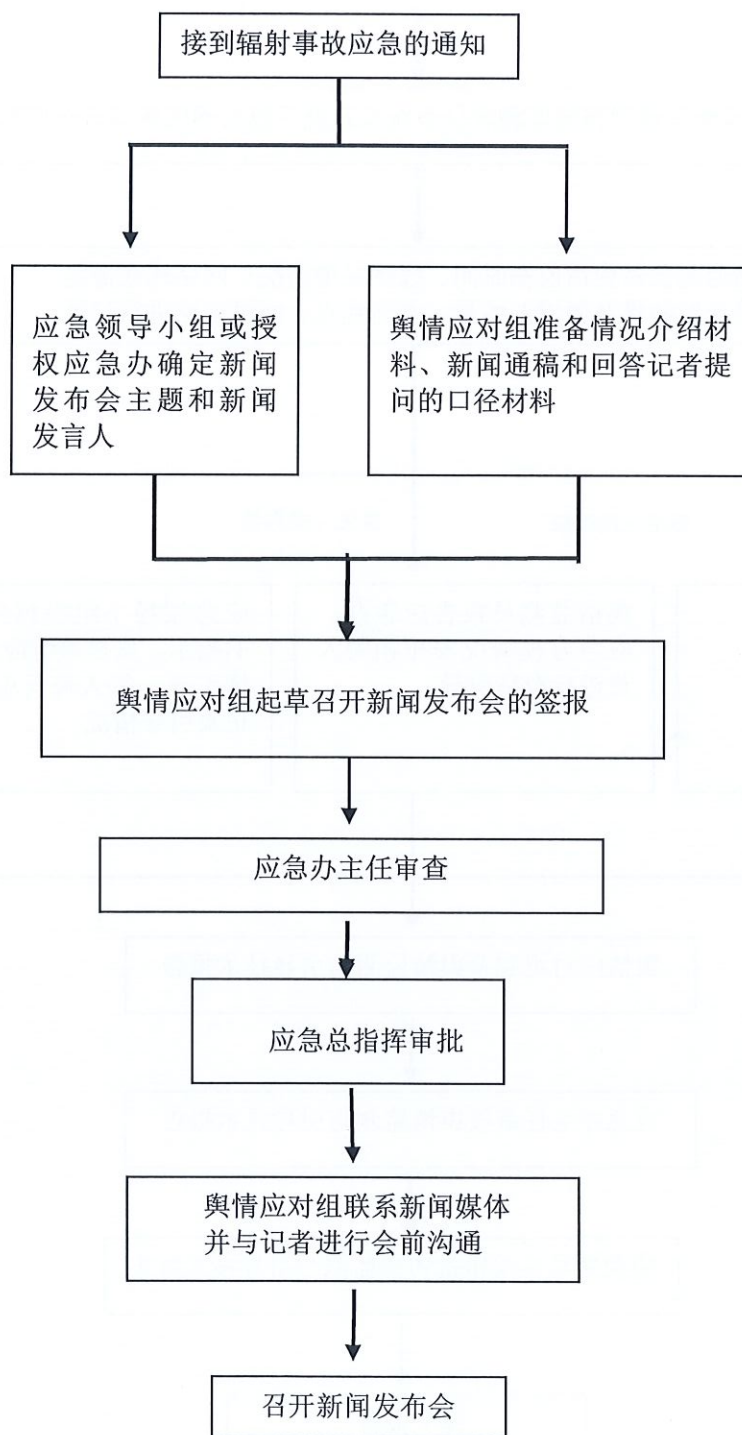 接到辐射事故应急的通知
应急领导小组或授
权应急办确定新闻
发布会主题和新闻
发言人
舆情应对组准备情况介绍材
料、新闻通稿和回答记者提
问的口径材料
舆情应对组起草召开新闻发布会的签报
应急办主任审查
应急总指挥审批
舆情应对组联系新闻媒体
并与记者进行会前沟通
召开新闻发布会